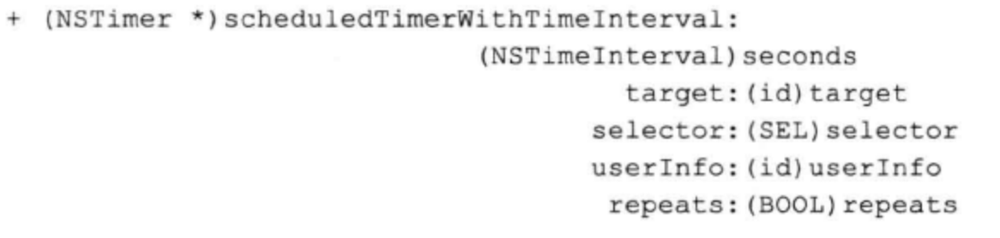 + (NSTimer *)scheduledTimerWithTimeInterval:
(NSTimeInterval)seconds
target:(id)target
selector:(SEL)selector
userInfo:(id)userInfo
repeats:(BOOL)repeats